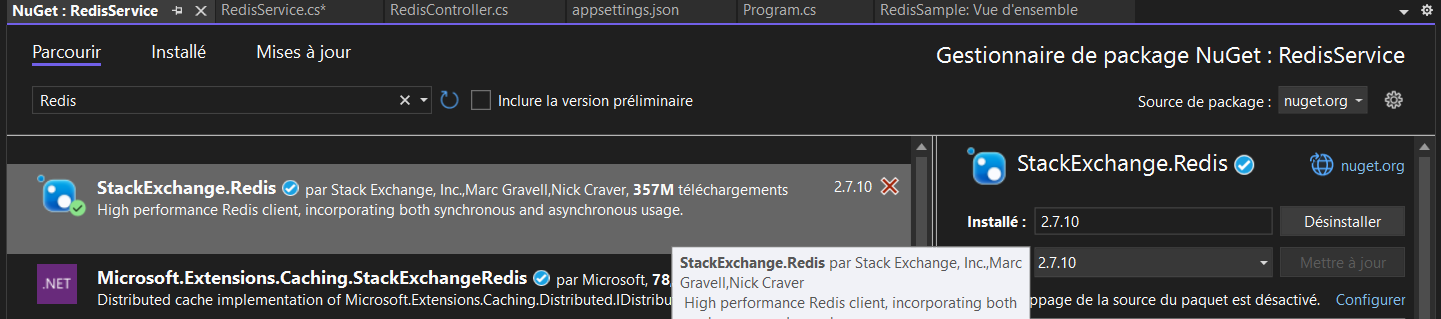 NuGet : RedisService
RedisService.cs*
RedisController.cs
appsettings.json
Program.cs
RedisSample: Vue d'ensemble
Parcourir
Installé
Mises à jour
Gestionnaire de package NuGet : RedisService
Redis
Inclure la version préliminaire
Source de package :
nuget.org
StackExchange.Redis par Stack Exchange, Inc.,Marc Gravell,Nick Craver, 357M téléchargements
2.7.10
High performance Redis client, incorporating both synchronous and asynchronous usage.
.NET
Microsoft.Extensions.Caching.StackExchangeRedis par Microsoft, 78,
Distributed cache implementation of Microsoft.Extensions.Caching.Distributed.IDistribu
StackExchange.Redis par Stack Exchange, Inc.,Marc
Gravell,Nick Craver
High performance Redis client, incorporating both
StackExchange.Redis
nuget.org
Installé :
2.7.10
Désinstaller
2.7.10
Mettre à jour
ppage de la source du paquet est désactivé.
Configurer